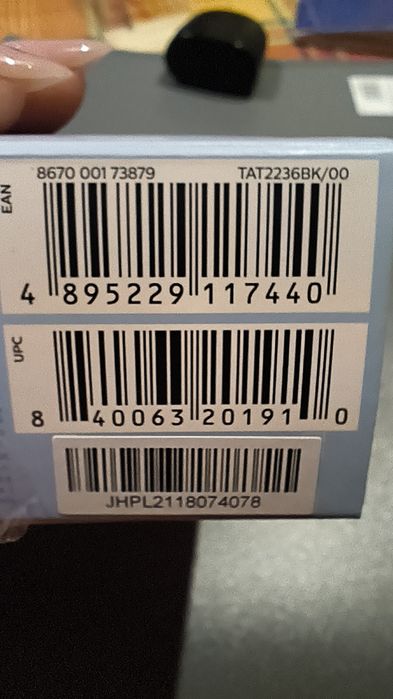 8670 001 73879 TAT2236BK/00
EAN
4 895229 117440
UPC
8 40063 20191 0
JHPL2118074078